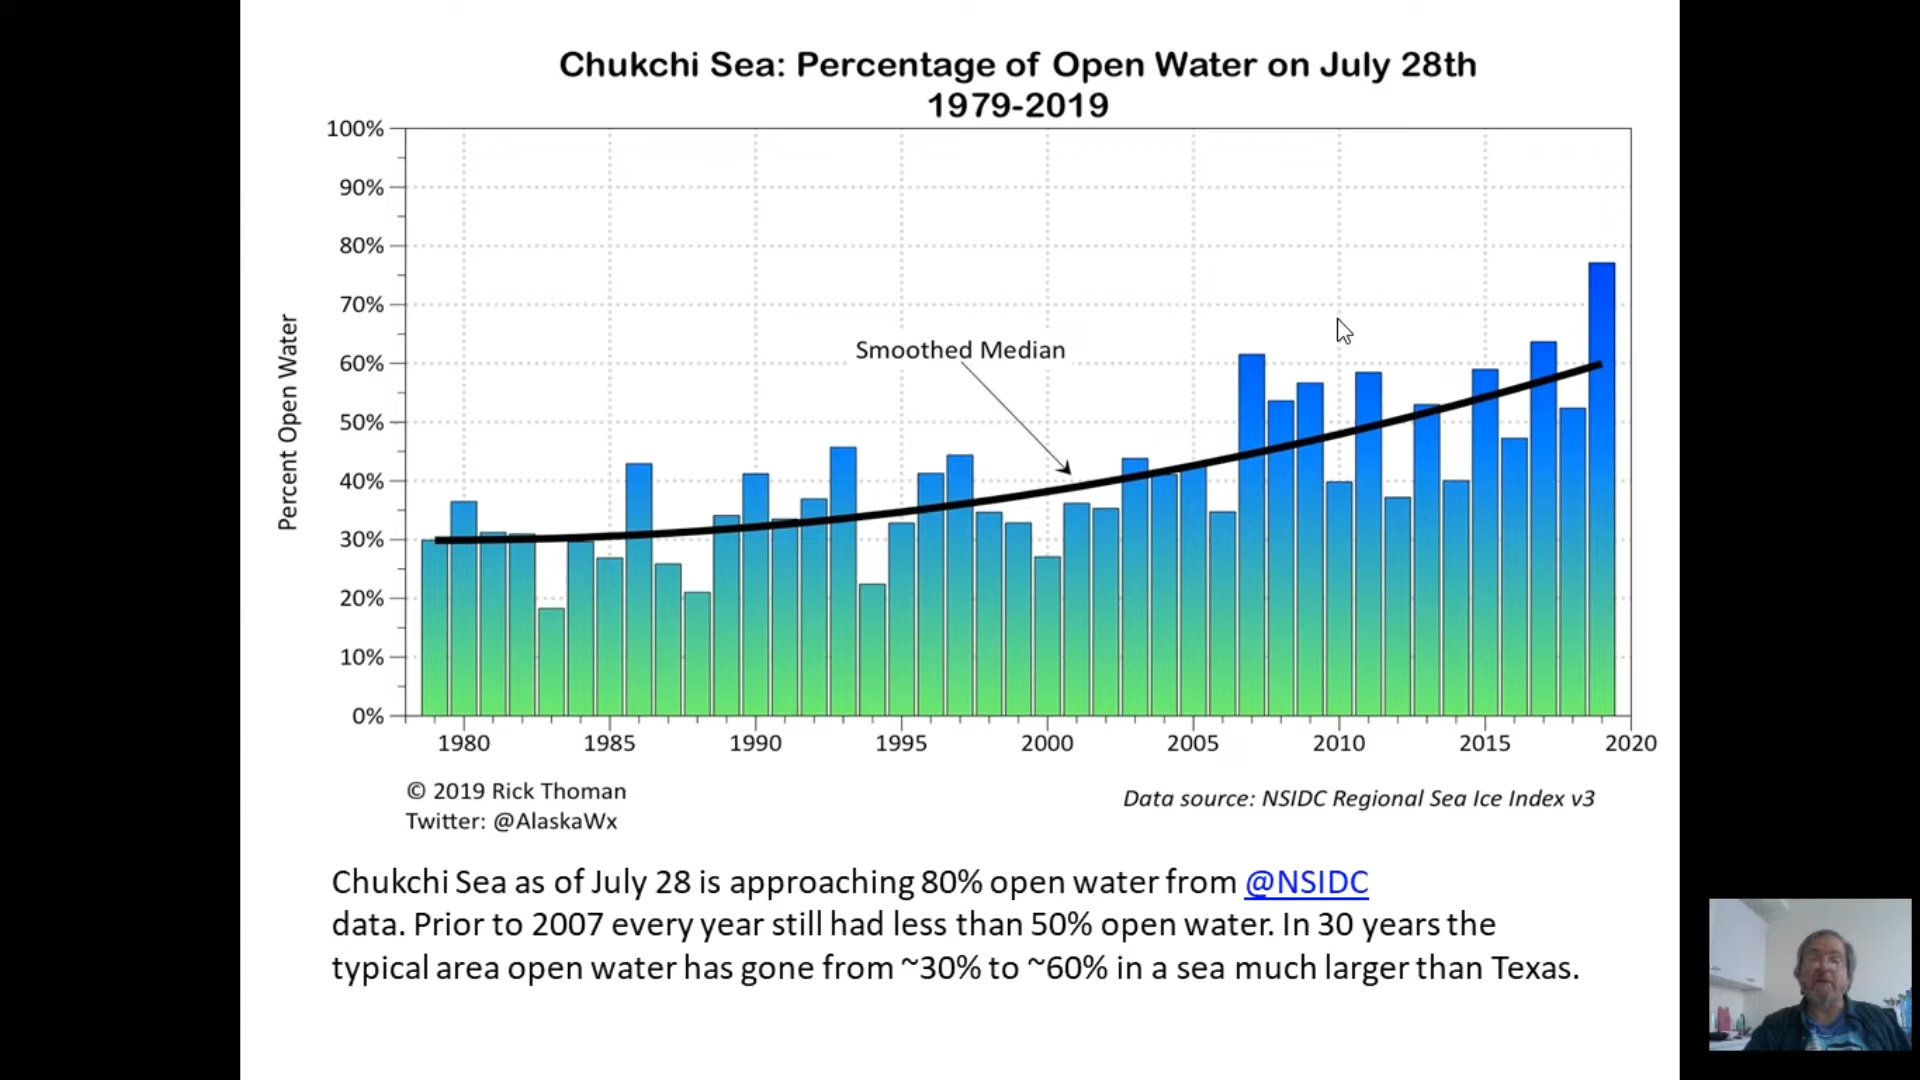 Chukchi Sea: Percentage of Open Water on July 28th
1979-2019
100%
90%
80%
70%
60%
50%
40%
30%
20%
10%
0%
Percent Open Water
Smoothed Median
1980 1985 1990 1995 2000 2005 2010 2015 2020
© 2019 Rick Thoman
Twitter: @AlaskaWx
Data source: NSIDC Regional Sea Ice Index v3
Chukchi Sea as of July 28 is approaching 80% open water from @NSIDC
data. Prior to 2007 every year still had less than 50% open water. In 30 years the
typical area open water has gone from ~30% to ~60% in a sea much larger than Texas.